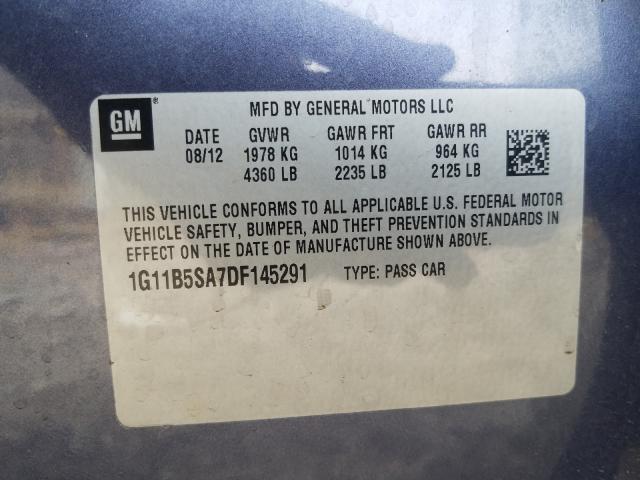 GM ®
MFD BY GENERAL MOTORS LLC
DATE GVWR GAWR FRT GAWR RR
08/12 1978 KG 1014 KG 964 KG
4360 LB 2235 LB 2125 LB
THIS VEHICLE CONFORMS TO ALL APPLICABLE U.S. FEDERAL MOTOR
VEHICLE SAFETY, BUMPER, AND THEFT PREVENTION STANDARDS IN
EFFECT ON THE DATE OF MANUFACTURE SHOWN ABOVE.
1G11B5SA7DF145291 TYPE: PASS CAR